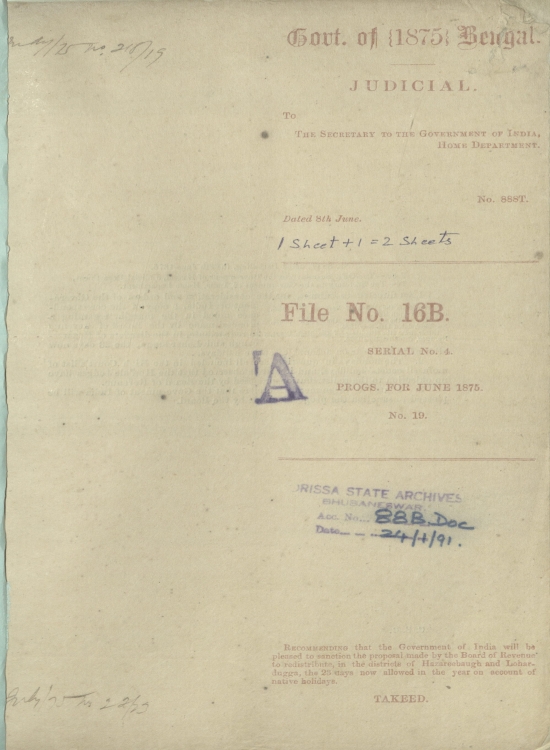 Govt. of {1875} Bengal.
JUDICIAL.
To
THE SECRETARY TO THE GOVERNMENT OF INDIA,
HOME DEPARTMENT.
No. 888T.
Dated 8th June.
1 Sheet + 1 = 2 Sheets
File No. 16B.
SERIAL No. 4.
A
PROGS. FOR JUNE 1875.
No. 19.
ORISSA STATE ARCHIVES
BHUBANESWAR
Acc. No... 88B.Doc
Date... 24/4/91.
RECOMMENDED that the Government of India will be
pleased to sanction the proposal made by the Board of Revenue
to redistribute, in the districts of Hazareebaugh and Lohar-
dugga, the 25 days now allowed in the year on account of
native holidays.
TAKEED.